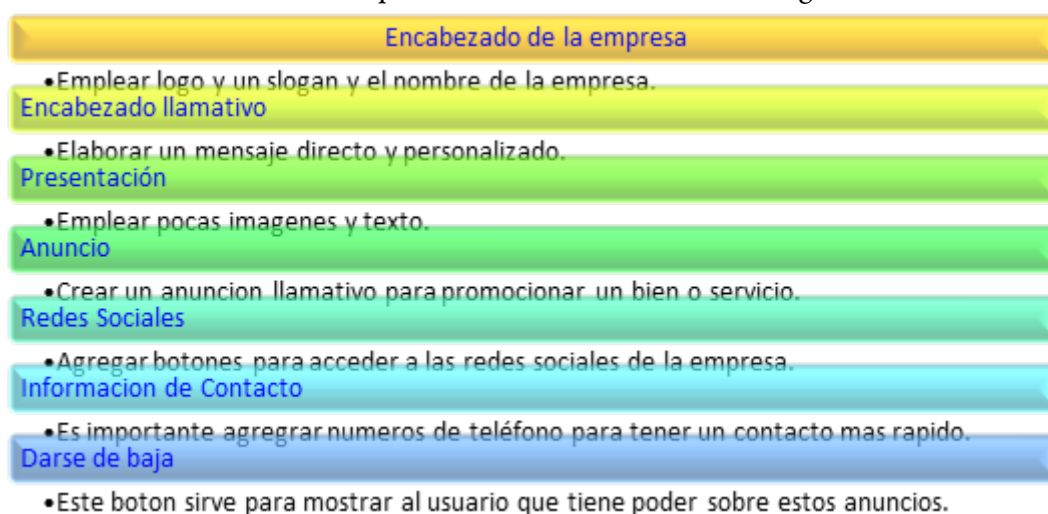 Encabezado de la empresa
•Emplear logo y un slogan y el nombre de la empresa.
Encabezado llamativo
•Elaborar un mensaje directo y personalizado.
Presentación
•Emplear pocas imagenes y texto.
Anuncio
•Crear un anuncion llamativo para promocionar un bien o servicio.
Redes Sociales
•Agregar botones para acceder a las redes sociales de la empresa.
Informacion de Contacto
•Es importante agregrar numeros de teléfono para tener un contacto mas rapido.
Darse de baja
•Este boton sirve para mostrar al usuario que tiene poder sobre estos anuncios.